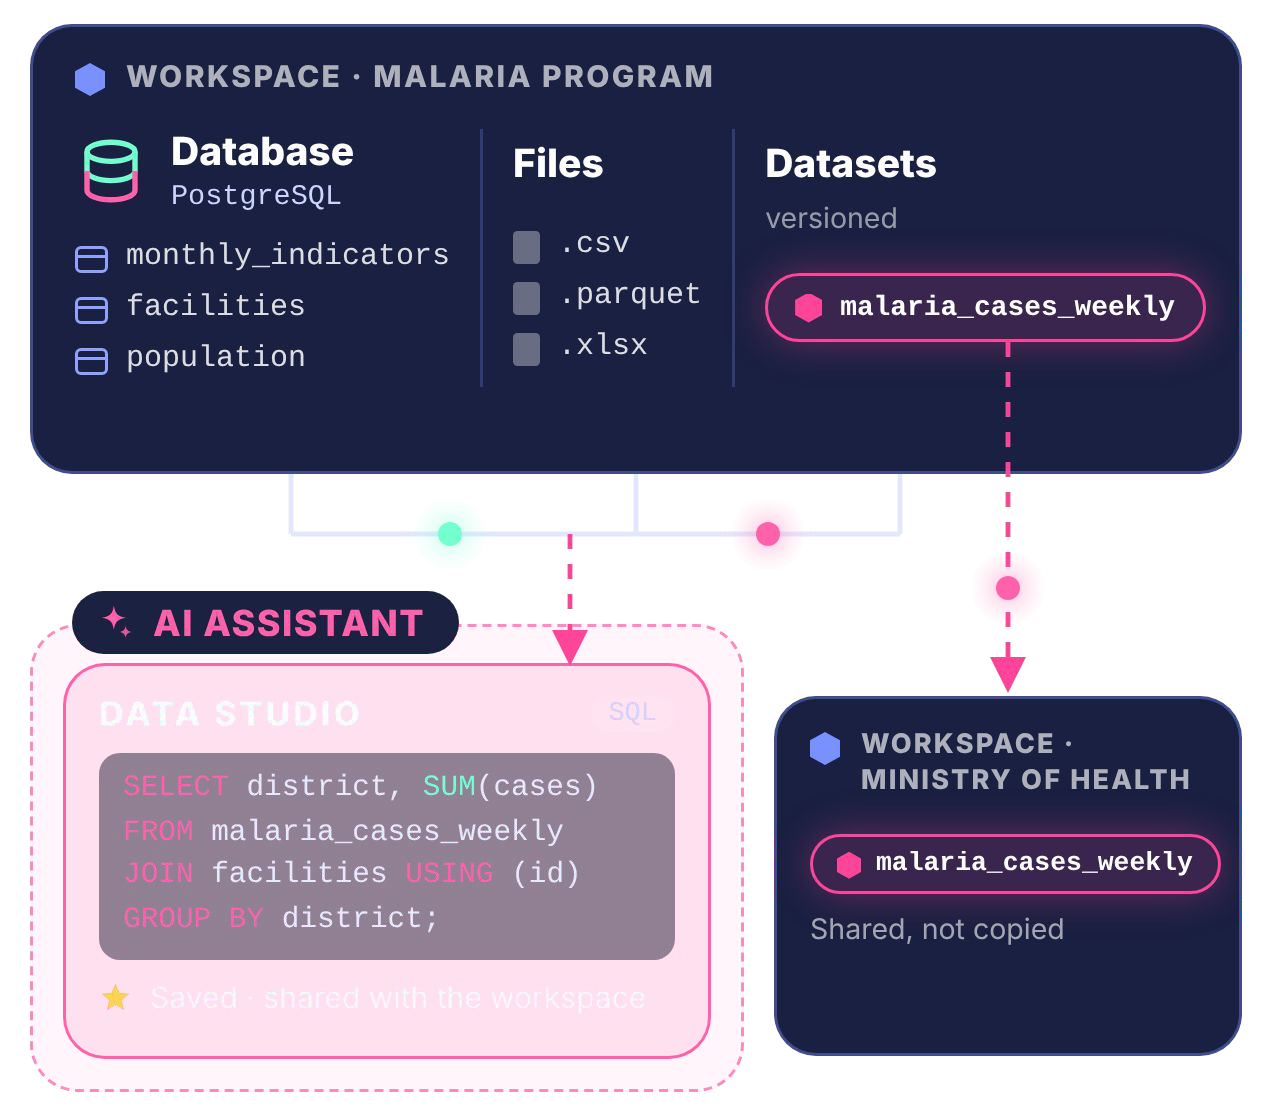 WORKSPACE · MALARIA PROGRAM
Database
PostgreSQL
monthly_indicators
facilities
population
Files
.csv
.parquet
.xlsx
Datasets
versioned
malaria_cases_weekly
AI ASSISTANT
DATA STUDIO
SQL
SELECT district, SUM(cases)
FROM malaria_cases_weekly
JOIN facilities USING (id)
GROUP BY district;
Saved · shared with the workspace
WORKSPACE ·
MINISTRY OF HEALTH
malaria_cases_weekly
Shared, not copied